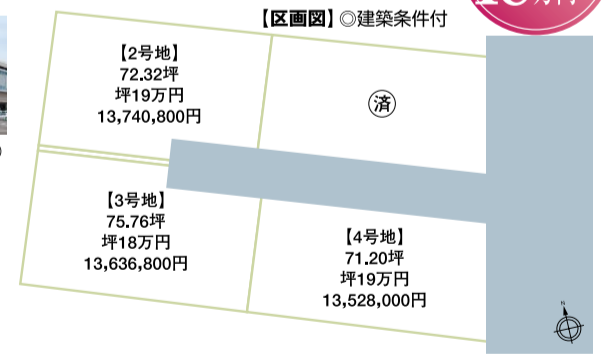 【区画図】◎建築条件付
【2号地】
72.32坪
坪19万円
13,740,800円
済
【3号地】
75.76坪
坪18万円
13,636,800円
【4号地】
71.20坪
坪19万円
13,528,000円
N